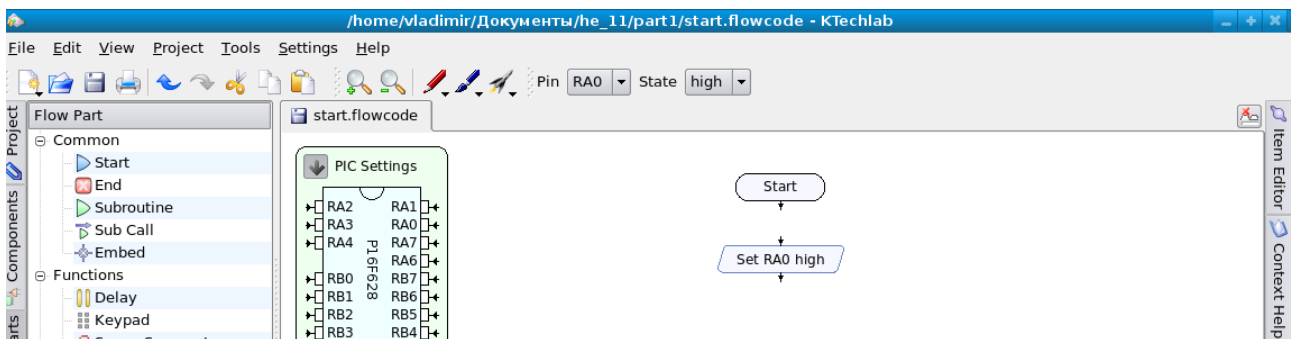 /home/vladimir/Документы/he_11/part1/start.flowcode - KTechlab
File Edit View Project Tools Settings Help
Pin RA0 State high
Project
Components
Flow Part
Common
Start
End
Subroutine
Sub Call
Embed
Functions
Delay
Keypad
start.flowcode
PIC Settings
RA2 RA1
RA3 RA0
RA4 RA7
RA6
RB0 RB7
RB1 RB6
RB2 RB5
RB3 RB4
P16F628
Start
Set RA0 high
Item Editor
Context Help